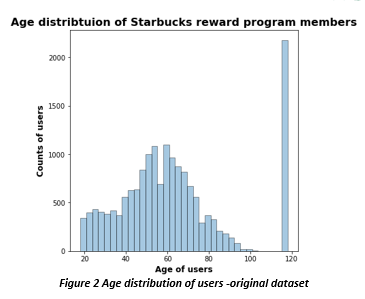 Age distribtuion of Starbucks reward program members
Counts of users
2000
1500
1000
500
0
20 40 60 80 100 120
Age of users
Figure 2 Age distribution of users -original dataset